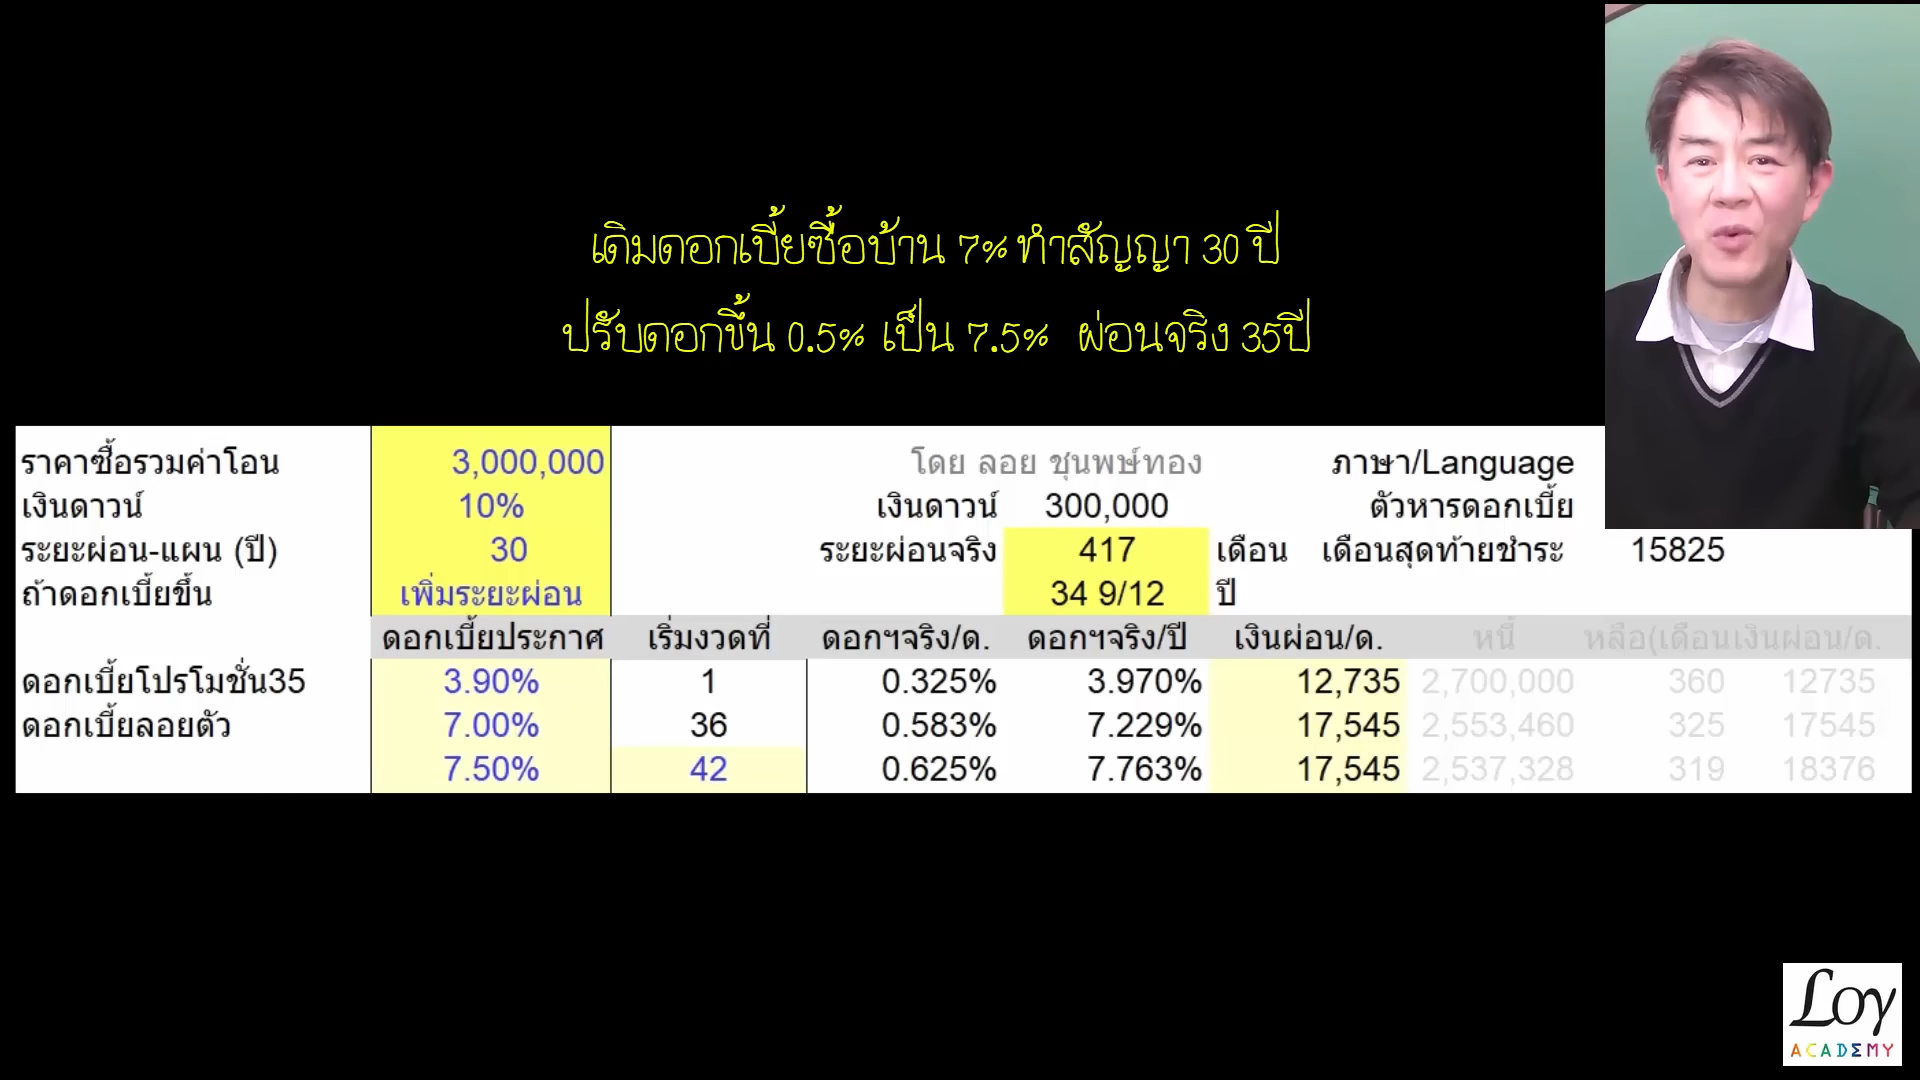 เดิมดอกเบี้ยซื้อบ้าน 7% ทำสัญญา 30 ปี
ปรับดอกขึ้น 0.5% เป็น 7.5% ผ่อนจริง 35ปี
ราคาซื้อรวมค่าโอน 3,000,000 โดย ลอย ชุนพงษ์ทอง ภาษา/Language
เงินดาวน์ 10% เงินดาวน์ 300,000 ตัวหารดอกเบี้ย
ระยะผ่อน-แผน (ปี) 30 ระยะผ่อนจริง 417 เดือน เดือนสุดท้ายชำระ 15825
ถ้าดอกเบี้ยขึ้น เพิ่มระยะผ่อน 34 9/12 ปี
ดอกเบี้ยประกาศ เริ่มงวดที่ ดอกฯจริง/ด. ดอกฯจริง/ปี เงินผ่อน/ด. หนี้ หลือ(เดือนเงินผ่อน/ด.
ดอกเบี้ยโปรโมชั่น35 3.90% 1 0.325% 3.970% 12,735 2,700,000 360 12735
ดอกเบี้ยลอยตัว 7.00% 36 0.583% 7.229% 17,545 2,553,460 325 17545
7.50% 42 0.625% 7.763% 17,545 2,537,328 319 18376
Loy
ACADEMY